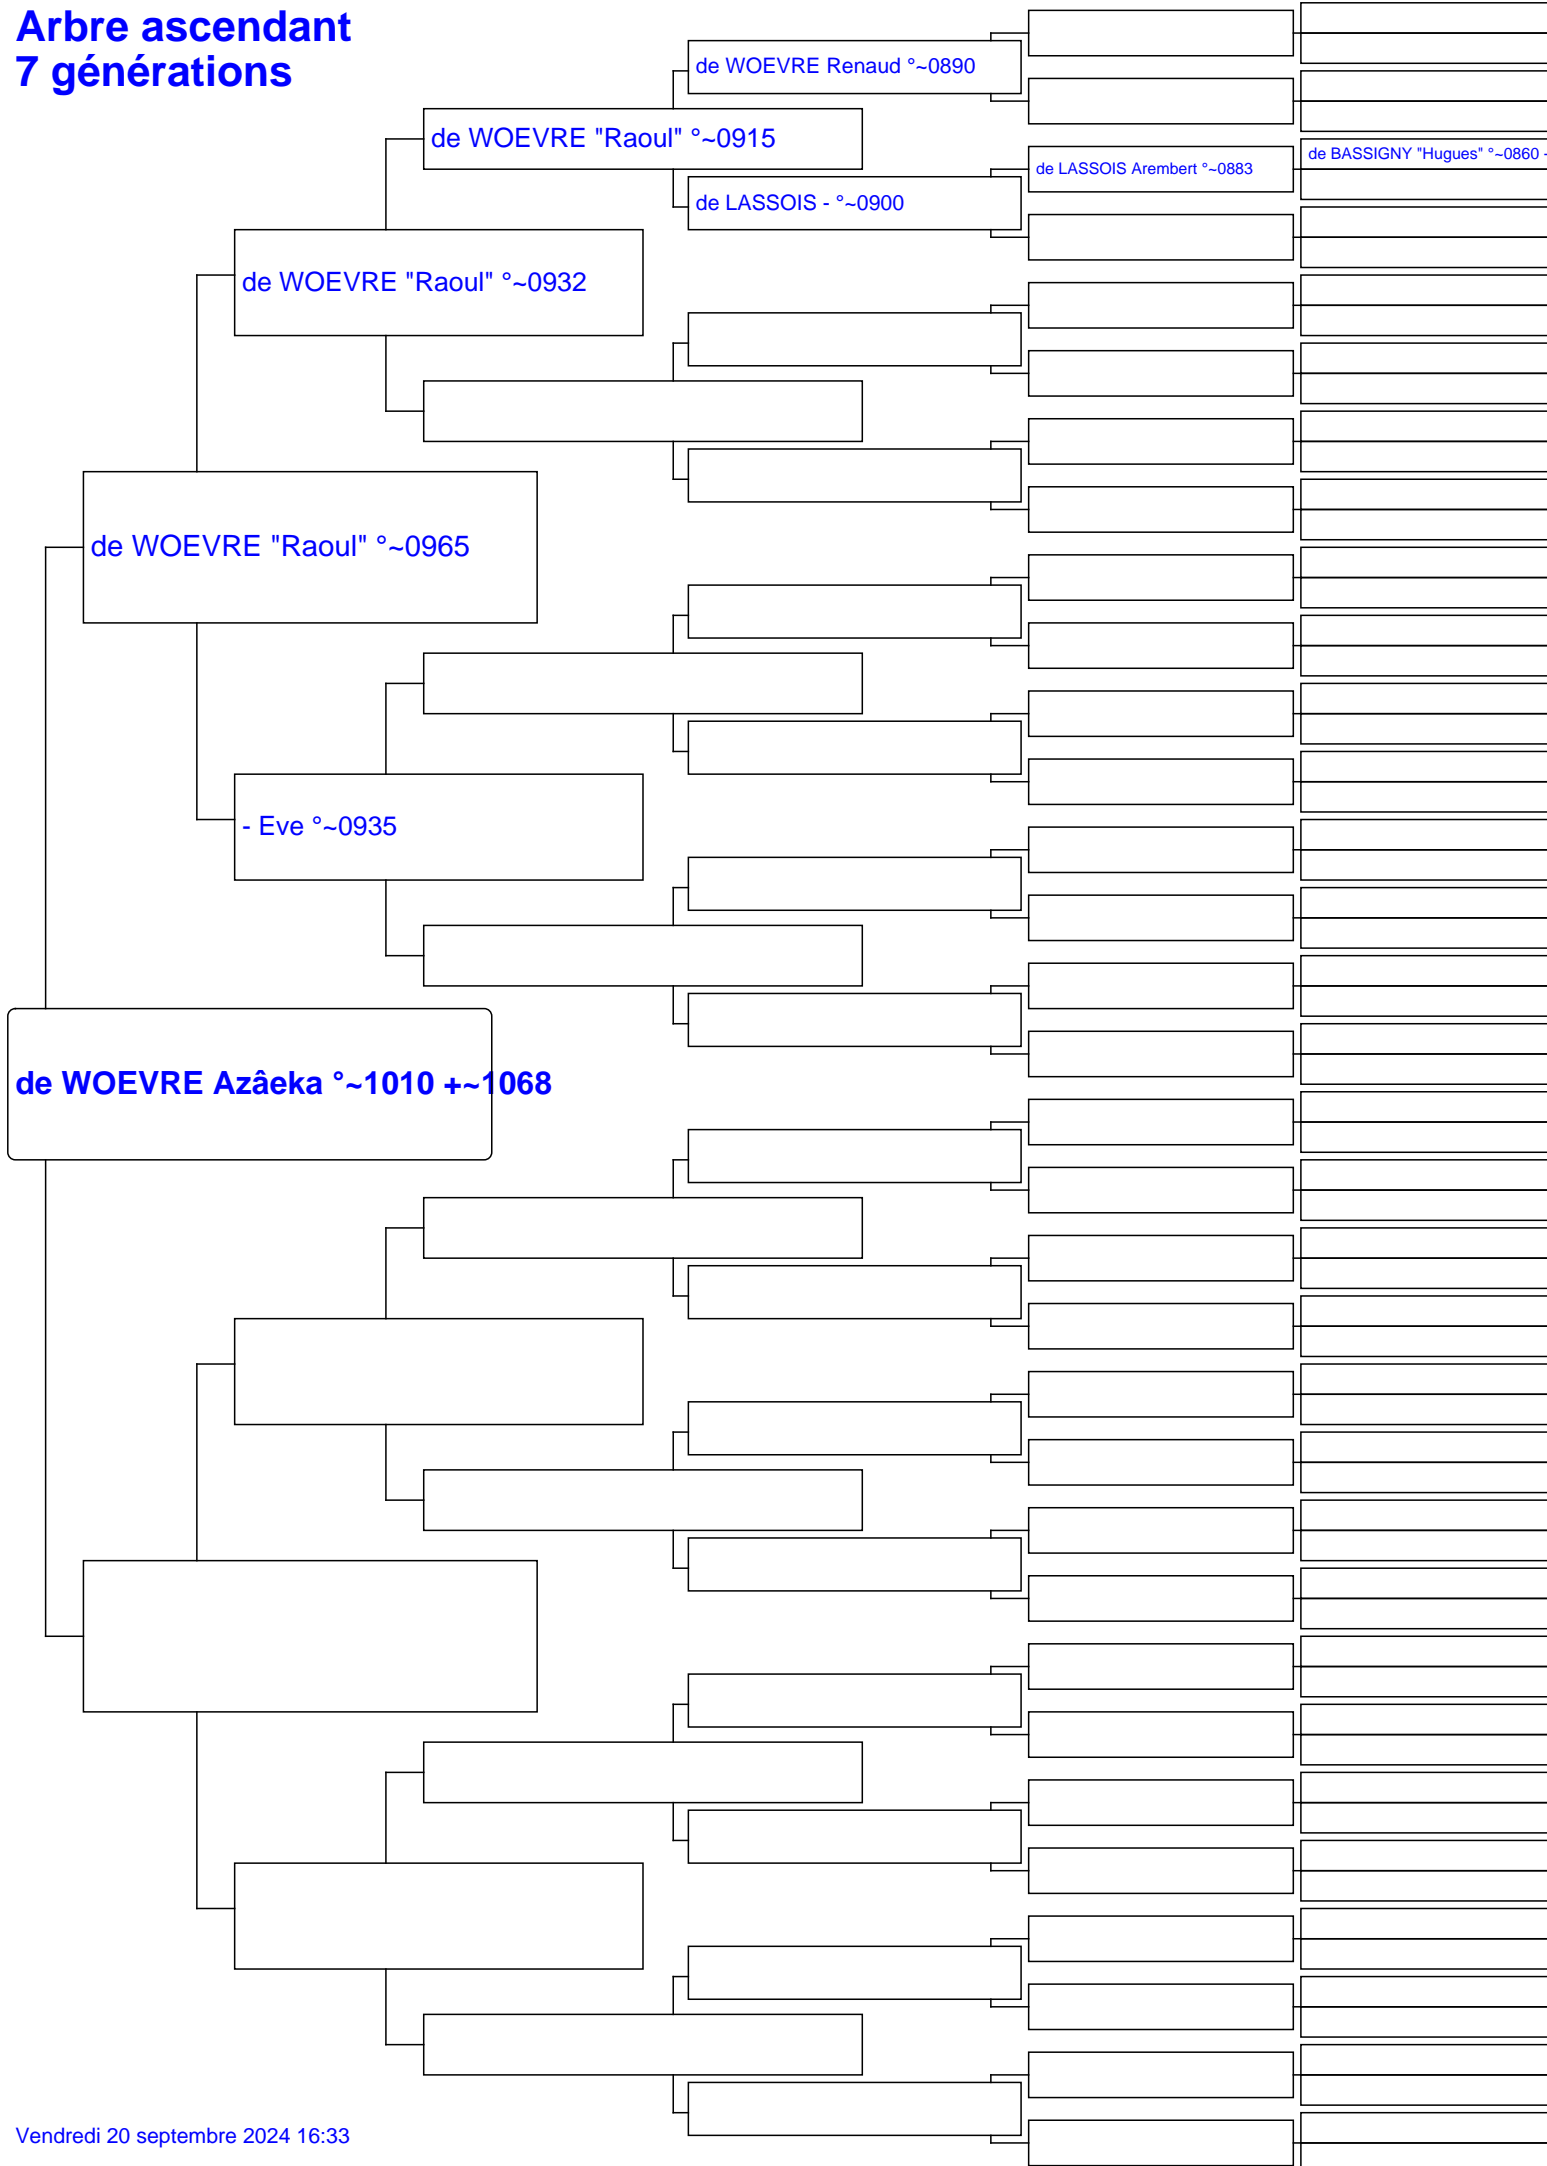 Arbre ascendant
7 générations
de WOEVRE Renaud °~0890
de WOEVRE "Raoul" °~0915
de LASSOIS Arembert °~0883
de BASSIGNY "Hugues" °~0860 -
de LASSOIS - °~0900
de WOEVRE "Raoul" °~0932
de WOEVRE "Raoul" °~0965
- Eve °~0935
de WOEVRE Azâeka °~1010 +~1068
Vendredi 20 septembre 2024 16:33